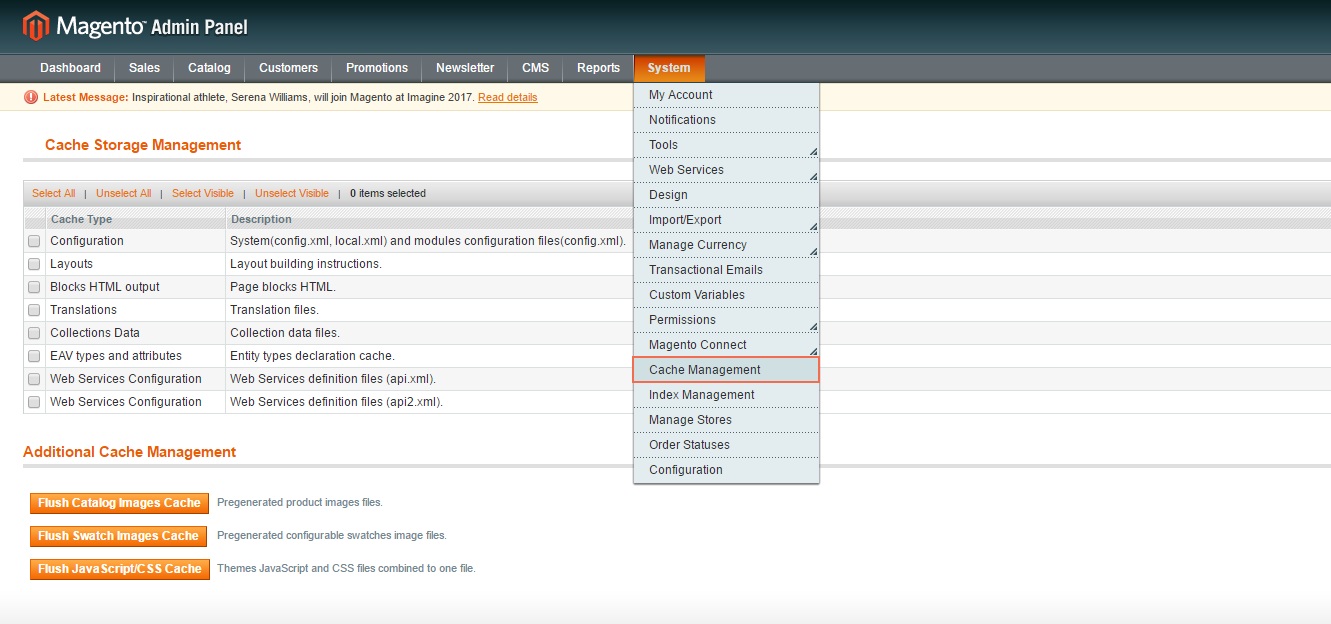 Magento™ Admin Panel
Dashboard Sales Catalog Customers Promotions Newsletter CMS Reports System
Latest Message: Inspirational athlete, Serena Williams, will join Magento at Imagine 2017. Read details
My Account
Notifications
Tools
Web Services
Design
Import/Export
Manage Currency
Transactional Emails
Custom Variables
Permissions
Magento Connect
Cache Management
Index Management
Manage Stores
Order Statuses
Configuration
Cache Storage Management
Select All | Unselect All | Select Visible | Unselect Visible | 0 items selected
Cache Type Description
Configuration System(config.xml, local.xml) and modules configuration files(config.xml).
Layouts Layout building instructions.
Blocks HTML output Page blocks HTML.
Translations Translation files.
Collections Data Collection data files.
EAV types and attributes Entity types declaration cache.
Web Services Configuration Web Services definition files (api.xml).
Web Services Configuration Web Services definition files (api2.xml).
Additional Cache Management
Flush Catalog Images Cache Pregenerated product images files.
Flush Swatch Images Cache Pregenerated configurable swatches image files.
Flush JavaScript/CSS Cache Themes JavaScript and CSS files combined to one file.